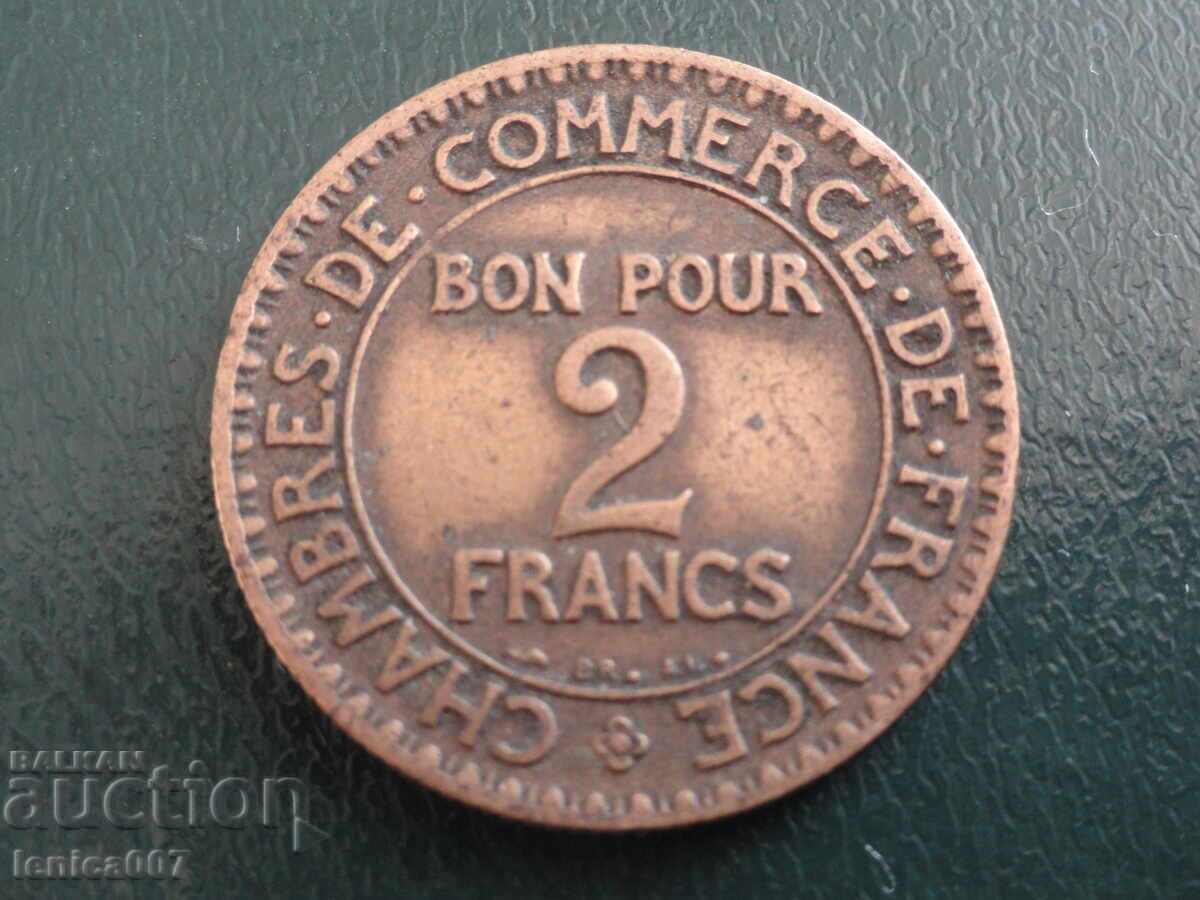 CHAMBRES·DE·COMMERCE·DE·FRANCE
BON POUR
2
FRANCS
BALKAN
auction
lenica007